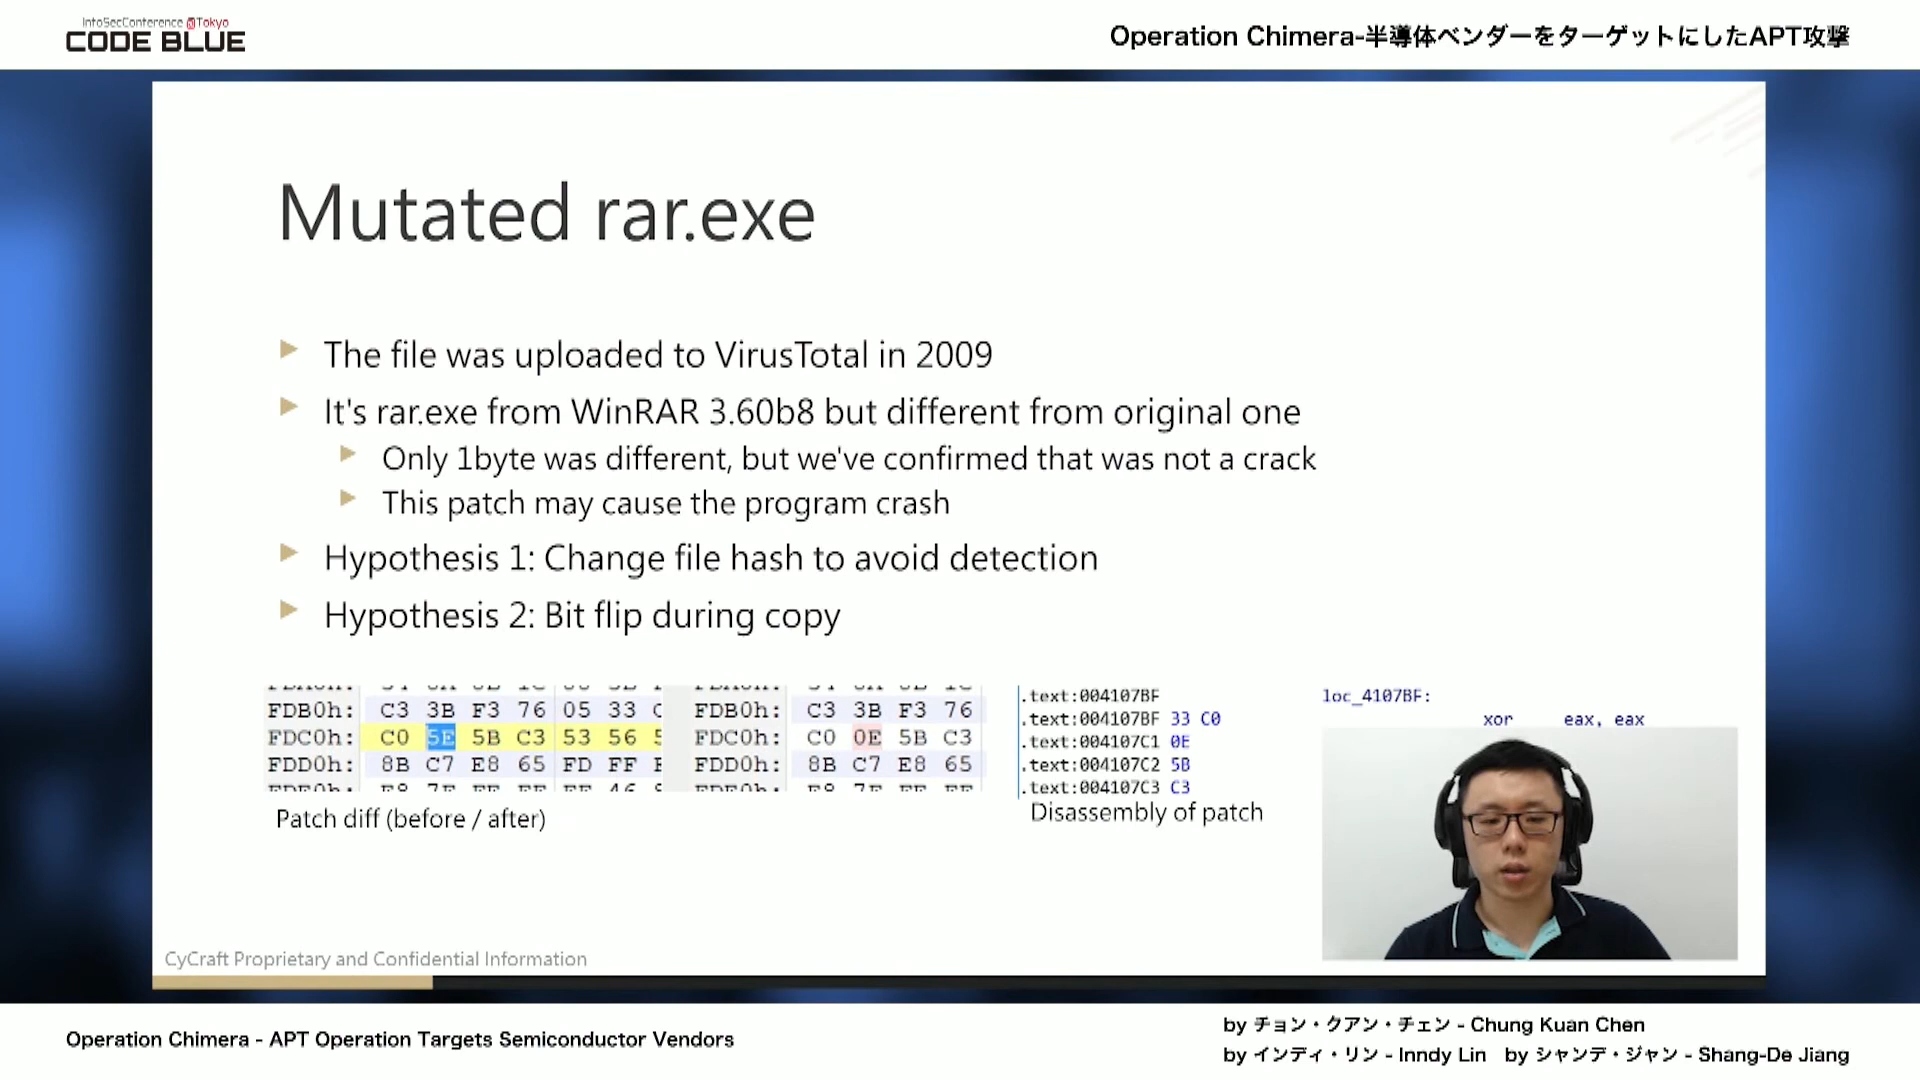 InfoSecConference @Tokyo
CODE BLUE
Operation Chimera-半導体ベンダーをターゲットにしたAPT攻撃
Mutated rar.exe
The file was uploaded to VirusTotal in 2009
It's rar.exe from WinRAR 3.60b8 but different from original one
Only 1byte was different, but we've confirmed that was not a crack
This patch may cause the program crash
Hypothesis 1: Change file hash to avoid detection
Hypothesis 2: Bit flip during copy
FDB0h: C3 3B F3 76 05 33
FDC0h: C0 5E 5B C3 53 56
FDD0h: 8B C7 E8 65 FD FF
FDB0h: C3 3B F3 76
FDC0h: C0 0E 5B C3
FDD0h: 8B C7 E8 65
.text:004107BF loc_4107BF:
.text:004107BF 33 C0 xor eax, eax
.text:004107C1 0E
.text:004107C2 5B
.text:004107C3 C3
Patch diff (before / after)
Disassembly of patch
CyCraft Proprietary and Confidential Information
Operation Chimera - APT Operation Targets Semiconductor Vendors
by チョン・クアン・チェン - Chung Kuan Chen
by インディ・リン - Inndy Lin by シャンデ・ジャン - Shang-De Jiang